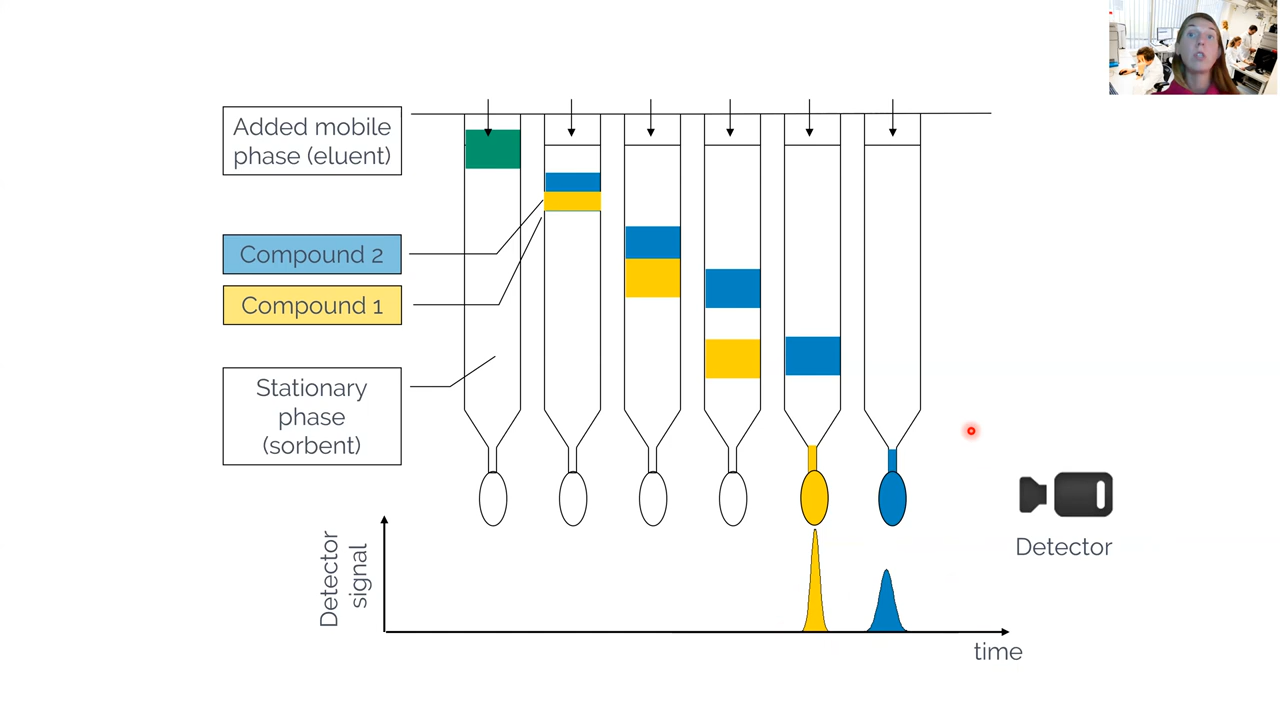 Added mobile
phase (eluent)
Compound 2
Compound 1
Stationary
phase
(sorbent)
Detector
signal
Detector
time